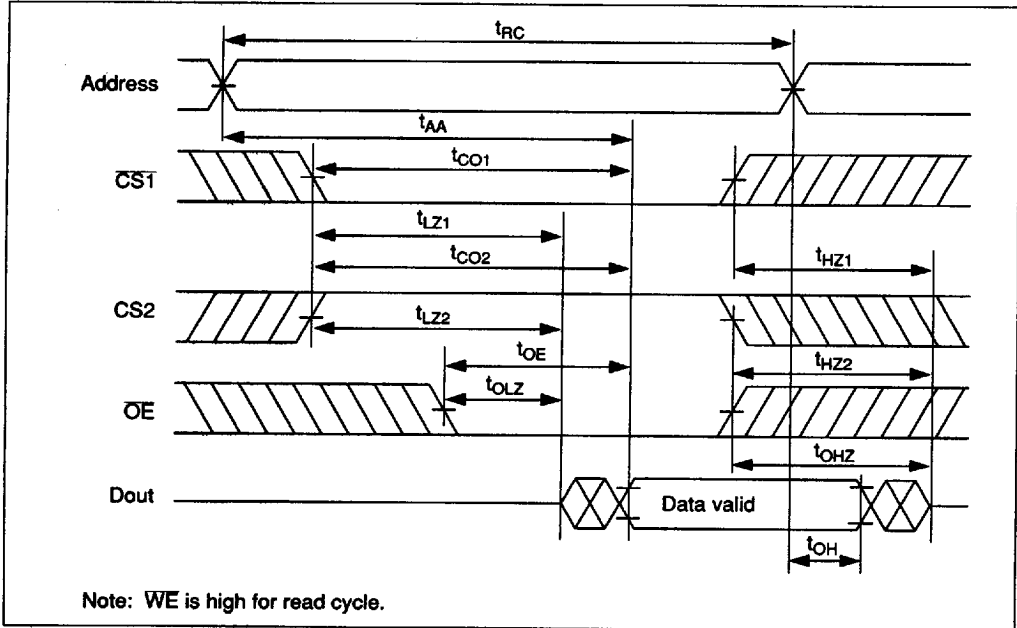 tRC
Address
tAA
CS1
tCO1
tLZ1
tCO2
tHZ1
CS2
tLZ2
tOE
tHZ2
OE
tOLZ
tOHZ
Dout
Data valid
tOH
Note: WE is high for read cycle.